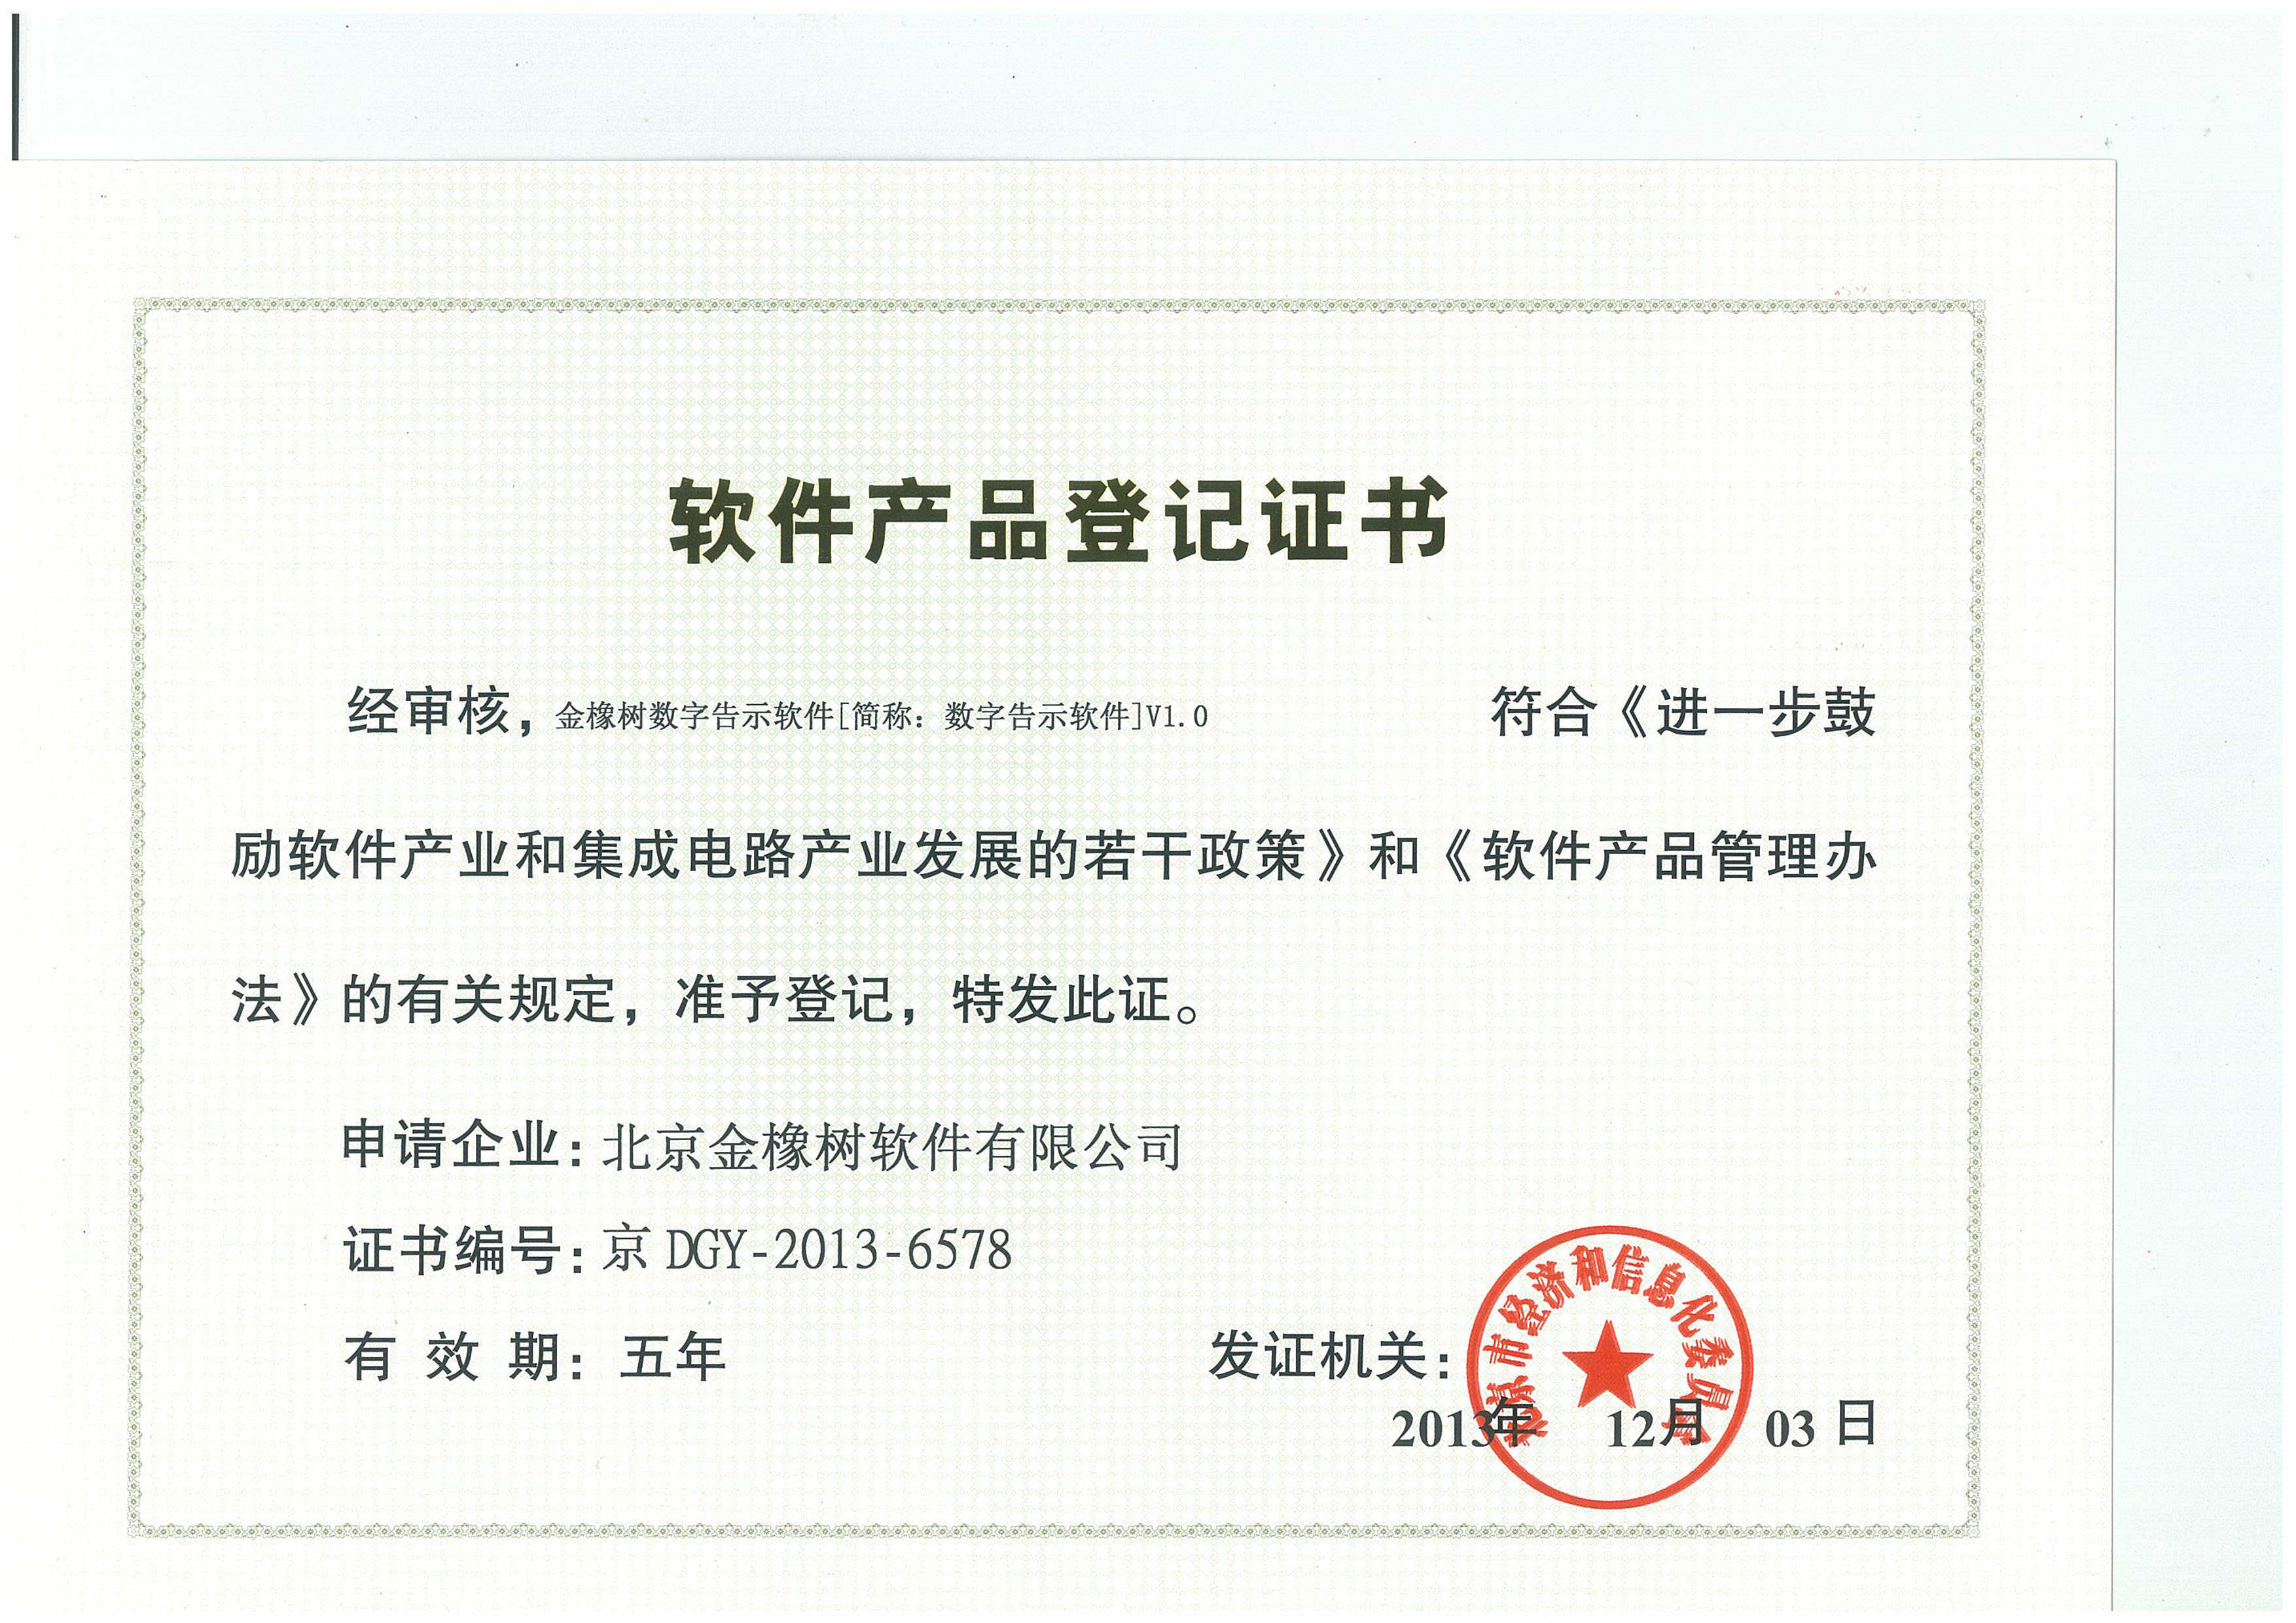 软件产品登记证书
经审核，金橡树数字告示软件[简称：数字告示软件]V1.0 符合《进一步鼓
励软件产业和集成电路产业发展的若干政策》和《软件产品管理办
法》的有关规定，准予登记，特发此证。
申请企业：北京金橡树软件有限公司
证书编号：京 DGY-2013-6578
有 效 期：五年
发证机关：
北京市经济和信息化委员会
2013年 12月 03 日